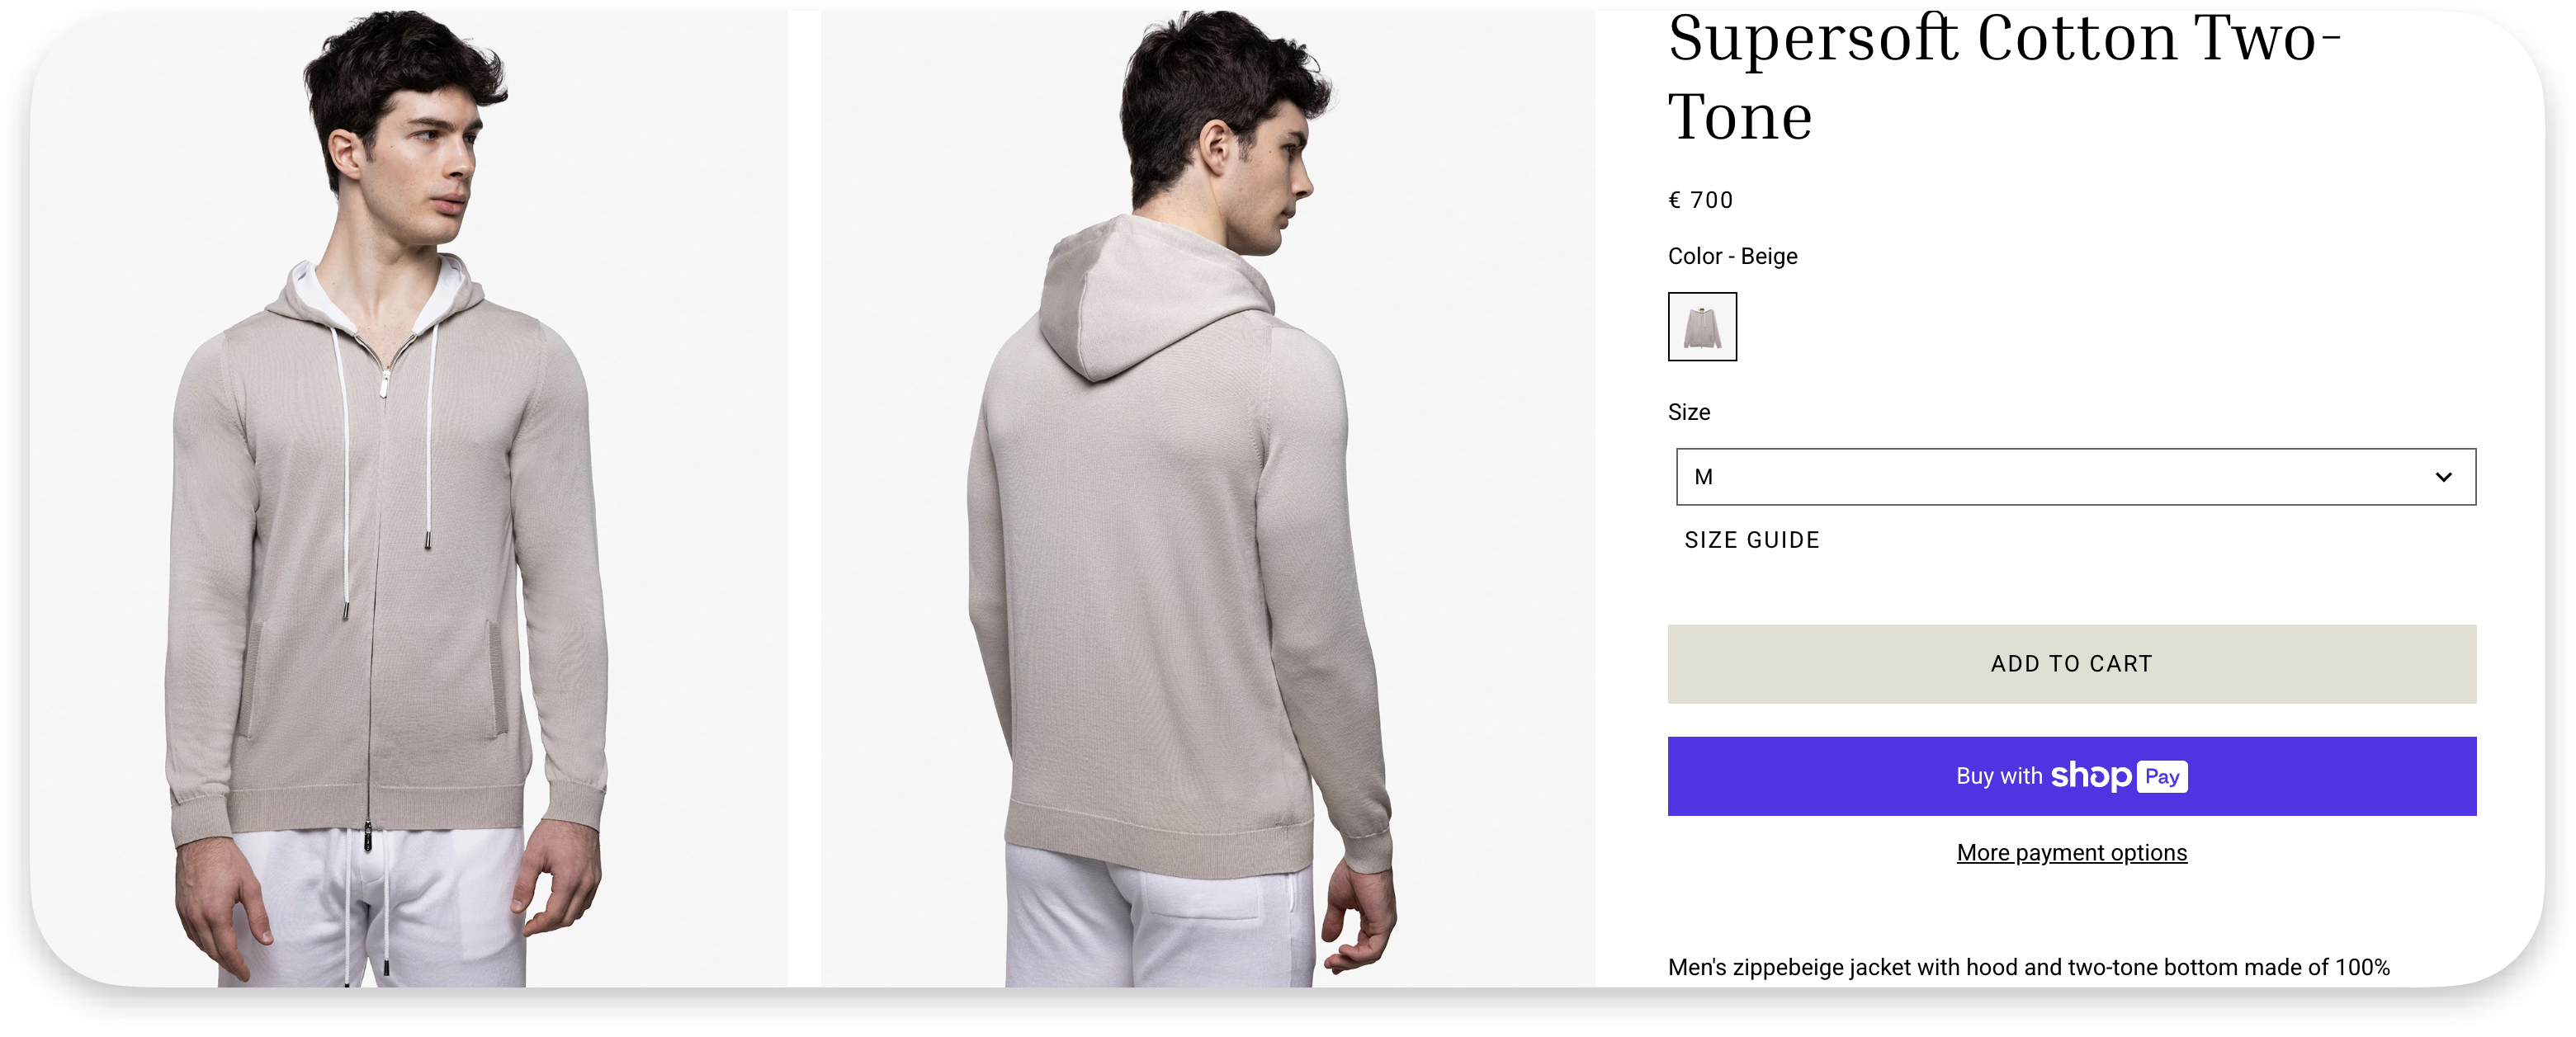 Supersoft Cotton Two-
Tone
€ 700
Color - Beige
Size
M
SIZE GUIDE
ADD TO CART
Buy with shop Pay
More payment options
Men's zippebeige jacket with hood and two-tone bottom made of 100%